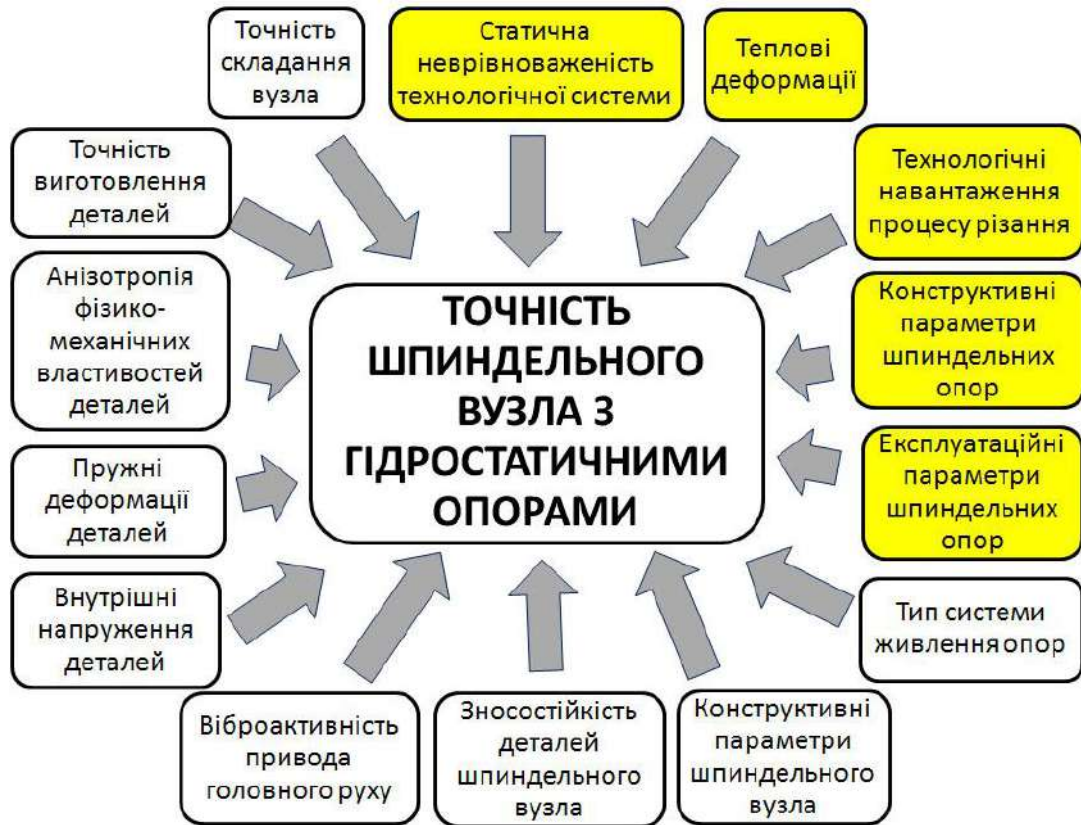 Точність
складання
вузла
Статична
неврівноваженість
технологічної системи
Теплові
деформації
Точність
виготовлення
деталей
Технологічні
навантаження
процесу різання
Анізотропія
фізико-
механічних
властивостей
деталей
ТОЧНІСТЬ
ШПИНДЕЛЬНОГО
ВУЗЛА З
ГІДРОСТАТИЧНИМИ
ОПОРАМИ
Конструктивні
параметри
шпиндельних
опор
Пружні
деформації
деталей
Експлуатаційні
параметри
шпиндельних
опор
Внутрішні
напруження
деталей
Тип системи
живлення опор
Віброактивність
привода
головного руху
Зносостійкість
деталей
шпиндельного
вузла
Конструктивні
параметри
шпиндельного
вузла